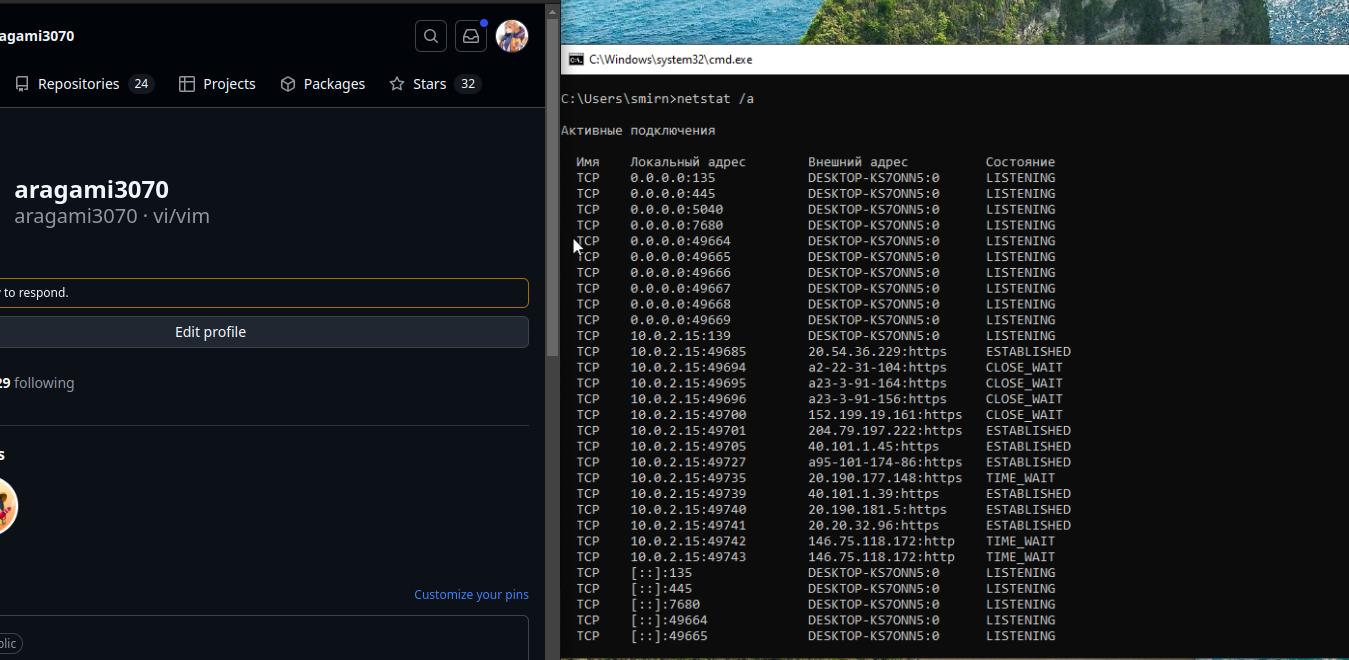 agami3070
Repositories 24 Projects Packages Stars 32
aragami3070
aragami3070 · vi/vim
to respond.
Edit profile
29 following
s
Customize your pins
blic
C:\Windows\system32\cmd.exe
C:\Users\smirn>netstat /a
Активные подключения
Имя Локальный адрес Внешний адрес Состояние
TCP 0.0.0.0:135 DESKTOP-KS7ONN5:0 LISTENING
TCP 0.0.0.0:445 DESKTOP-KS7ONN5:0 LISTENING
TCP 0.0.0.0:5040 DESKTOP-KS7ONN5:0 LISTENING
TCP 0.0.0.0:7680 DESKTOP-KS7ONN5:0 LISTENING
TCP 0.0.0.0:49664 DESKTOP-KS7ONN5:0 LISTENING
TCP 0.0.0.0:49665 DESKTOP-KS7ONN5:0 LISTENING
TCP 0.0.0.0:49666 DESKTOP-KS7ONN5:0 LISTENING
TCP 0.0.0.0:49667 DESKTOP-KS7ONN5:0 LISTENING
TCP 0.0.0.0:49668 DESKTOP-KS7ONN5:0 LISTENING
TCP 0.0.0.0:49669 DESKTOP-KS7ONN5:0 LISTENING
TCP 10.0.2.15:139 DESKTOP-KS7ONN5:0 LISTENING
TCP 10.0.2.15:49685 20.54.36.229:https ESTABLISHED
TCP 10.0.2.15:49694 a2-22-31-104:https CLOSE_WAIT
TCP 10.0.2.15:49695 a23-3-91-164:https CLOSE_WAIT
TCP 10.0.2.15:49696 a23-3-91-156:https CLOSE_WAIT
TCP 10.0.2.15:49700 152.199.19.161:https CLOSE_WAIT
TCP 10.0.2.15:49701 204.79.197.222:https ESTABLISHED
TCP 10.0.2.15:49705 40.101.1.45:https ESTABLISHED
TCP 10.0.2.15:49727 a95-101-174-86:https ESTABLISHED
TCP 10.0.2.15:49735 20.190.177.148:https TIME_WAIT
TCP 10.0.2.15:49739 40.101.1.39:https ESTABLISHED
TCP 10.0.2.15:49740 20.190.181.5:https ESTABLISHED
TCP 10.0.2.15:49741 20.20.32.96:https ESTABLISHED
TCP 10.0.2.15:49742 146.75.118.172:http TIME_WAIT
TCP 10.0.2.15:49743 146.75.118.172:http TIME_WAIT
TCP [::]:135 DESKTOP-KS7ONN5:0 LISTENING
TCP [::]:445 DESKTOP-KS7ONN5:0 LISTENING
TCP [::]:7680 DESKTOP-KS7ONN5:0 LISTENING
TCP [::]:49664 DESKTOP-KS7ONN5:0 LISTENING
TCP [::]:49665 DESKTOP-KS7ONN5:0 LISTENING